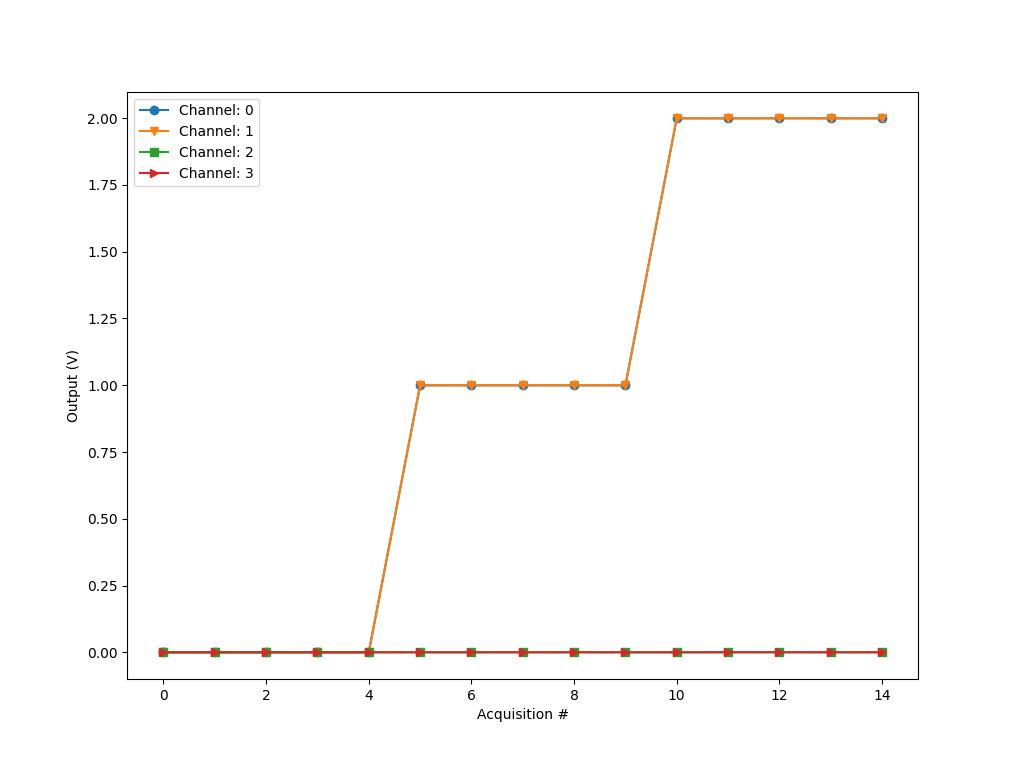 Channel: 0
Channel: 1
Channel: 2
Channel: 3
2.00
1.75
1.50
1.25
1.00
0.75
0.50
0.25
0.00
Output (V)
0 2 4 6 8 10 12 14
Acquisition #